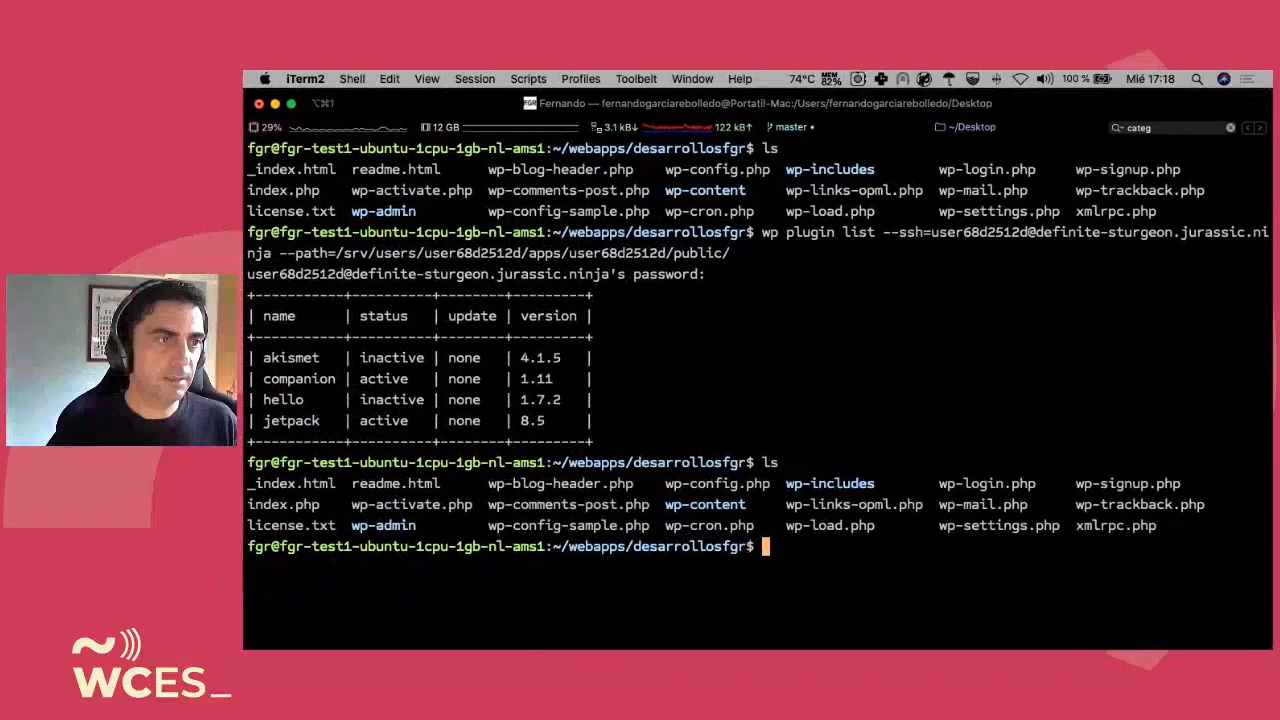 iTerm2 Shell Edit View Session Scripts Profiles Toolbelt Window Help 74°C MEM 82% 100 % Mié 17:18
⌥⌘1 FGR Fernando — fernandogarciarebolledo@Portatil-Mac:/Users/fernandogarciarebolledo/Desktop
29% 12 GB 3.1 kB↓ 122 kB↑ master • ~/Desktop categ
fgr@fgr-test1-ubuntu-1cpu-1gb-nl-ams1:~/webapps/desarrollosfgr$ ls
_index.html readme.html wp-blog-header.php wp-config.php wp-includes wp-login.php wp-signup.php
index.php wp-activate.php wp-comments-post.php wp-content wp-links-opml.php wp-mail.php wp-trackback.php
license.txt wp-admin wp-config-sample.php wp-cron.php wp-load.php wp-settings.php xmlrpc.php
fgr@fgr-test1-ubuntu-1cpu-1gb-nl-ams1:~/webapps/desarrollosfgr$ wp plugin list --ssh=user68d2512d@definite-sturgeon.jurassic.ni
nja --path=/srv/users/user68d2512d/apps/user68d2512d/public/
user68d2512d@definite-sturgeon.jurassic.ninja's password:
+-----------+----------+--------+---------+
| name | status | update | version |
+-----------+----------+--------+---------+
| akismet | inactive | none | 4.1.5 |
| companion | active | none | 1.11 |
| hello | inactive | none | 1.7.2 |
| jetpack | active | none | 8.5 |
+-----------+----------+--------+---------+
fgr@fgr-test1-ubuntu-1cpu-1gb-nl-ams1:~/webapps/desarrollosfgr$ ls
_index.html readme.html wp-blog-header.php wp-config.php wp-includes wp-login.php wp-signup.php
index.php wp-activate.php wp-comments-post.php wp-content wp-links-opml.php wp-mail.php wp-trackback.php
license.txt wp-admin wp-config-sample.php wp-cron.php wp-load.php wp-settings.php xmlrpc.php
fgr@fgr-test1-ubuntu-1cpu-1gb-nl-ams1:~/webapps/desarrollosfgr$
WCES_